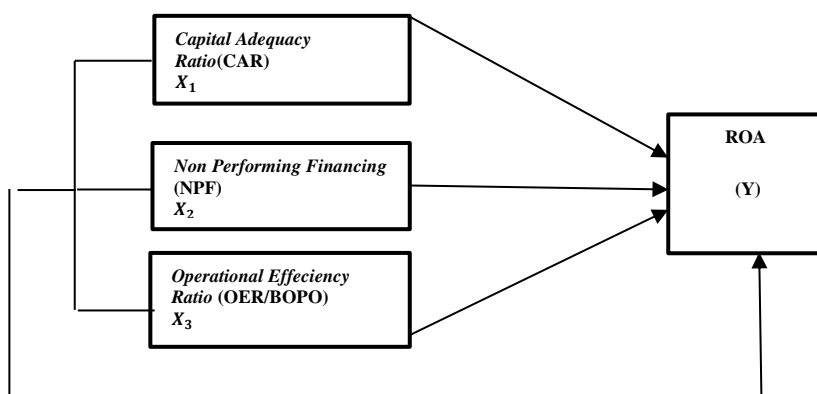 Capital Adequacy
Ratio(CAR)
X₁
Non Performing Financing
(NPF)
X₂
Operational Effeciency
Ratio (OER/BOPO)
X₃
ROA
(Y)